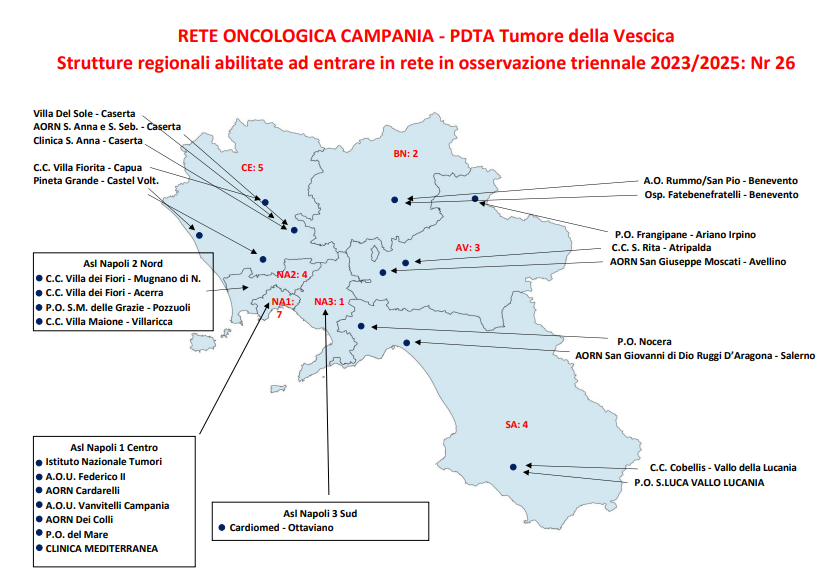 RETE ONCOLOGICA CAMPANIA - PDTA Tumore della Vescica
Strutture regionali abilitate ad entrare in rete in osservazione triennale 2023/2025: Nr 26
Villa Del Sole - Caserta
AORN S. Anna e S. Seb. - Caserta
Clinica S. Anna - Caserta
C.C. Villa Fiorita - Capua
Pineta Grande - Castel Volt.
CE: 5
BN: 2
A.O. Rummo/San Pio - Benevento
Osp. Fatebenefratelli - Benevento
P.O. Frangipane - Ariano Irpino
C.C. S. Rita - Atripalda
AORN San Giuseppe Moscati - Avellino
AV: 3
Asl Napoli 2 Nord
C.C. Villa dei Fiori - Mugnano di N.
C.C. Villa dei Fiori - Acerra
P.O. S.M. delle Grazie - Pozzuoli
C.C. Villa Maione - Villaricca
NA2: 4
NA1:
7
NA3: 1
P.O. Nocera
AORN San Giovanni di Dio Ruggi D'Aragona - Salerno
SA: 4
C.C. Cobellis - Vallo della Lucania
P.O. S.LUCA VALLO LUCANIA
Asl Napoli 1 Centro
Istituto Nazionale Tumori
A.O.U. Federico II
AORN Cardarelli
A.O.U. Vanvitelli Campania
AORN Dei Colli
P.O. del Mare
CLINICA MEDITERRANEA
Asl Napoli 3 Sud
Cardiomed - Ottaviano